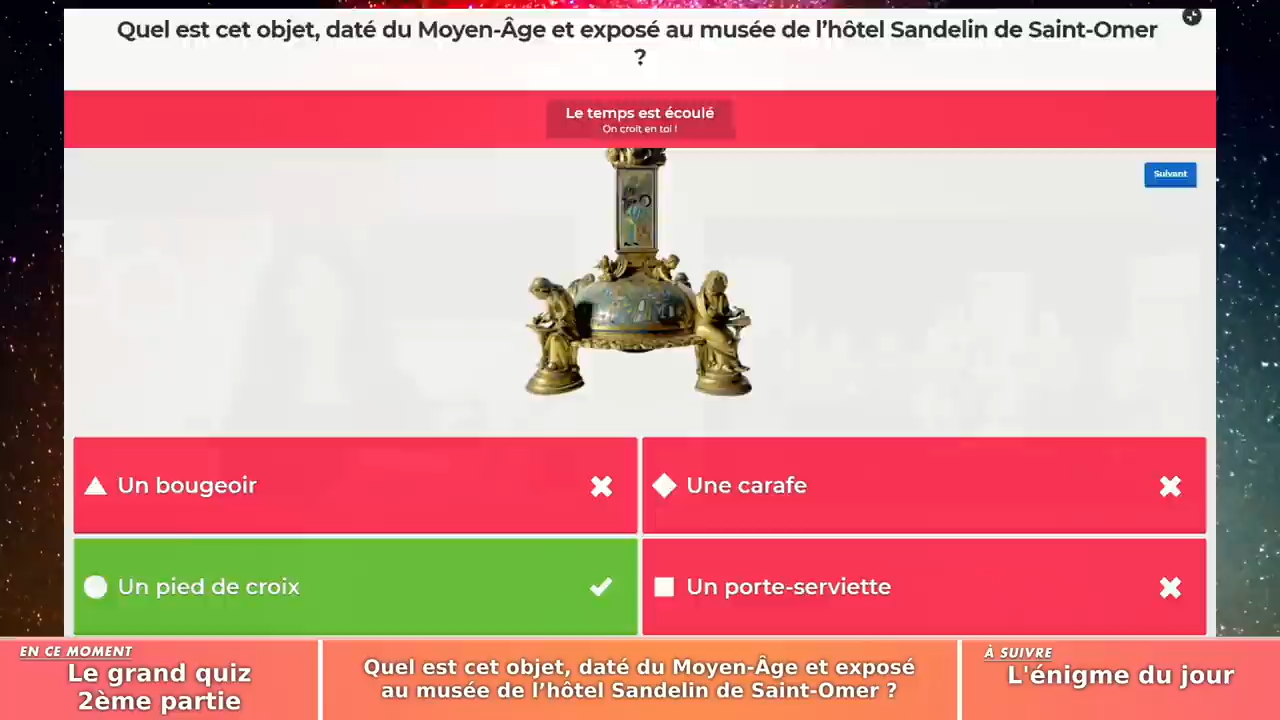 Quel est cet objet, daté du Moyen-Âge et exposé au musée de l’hôtel Sandelin de Saint-Omer
?
Le temps est écoulé
On croit en toi !
Suivant
Un bougeoir
Une carafe
Un pied de croix
Un porte-serviette
EN CE MOMENT
Le grand quiz
2ème partie
Quel est cet objet, daté du Moyen-Âge et exposé
au musée de l’hôtel Sandelin de Saint-Omer ?
À SUIVRE
L'énigme du jour